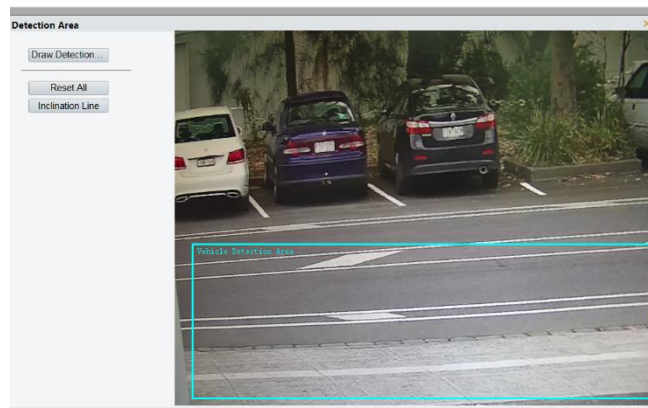 Detection Area
Draw Detection...
Reset All
Inclination Line
Vehicle Detection Area